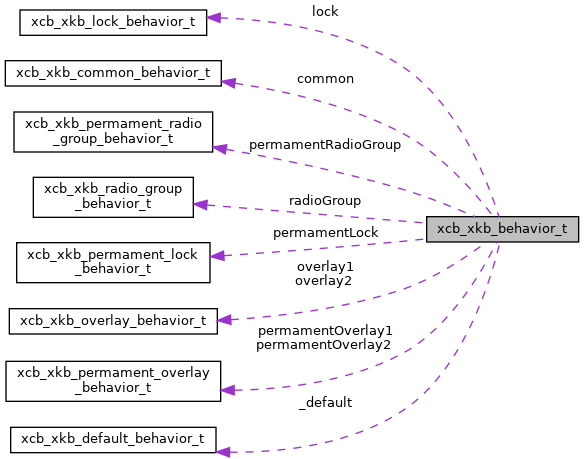 lock
xcb_xkb_lock_behavior_t
xcb_xkb_common_behavior_t
common
xcb_xkb_permament_radio
_group_behavior_t
permamentRadioGroup
xcb_xkb_radio_group
_behavior_t
radioGroup
xcb_xkb_behavior_t
permamentLock
xcb_xkb_permament_lock
_behavior_t
overlay1
overlay2
xcb_xkb_overlay_behavior_t
permamentOverlay1
permamentOverlay2
xcb_xkb_permament_overlay
_behavior_t
_default
xcb_xkb_default_behavior_t